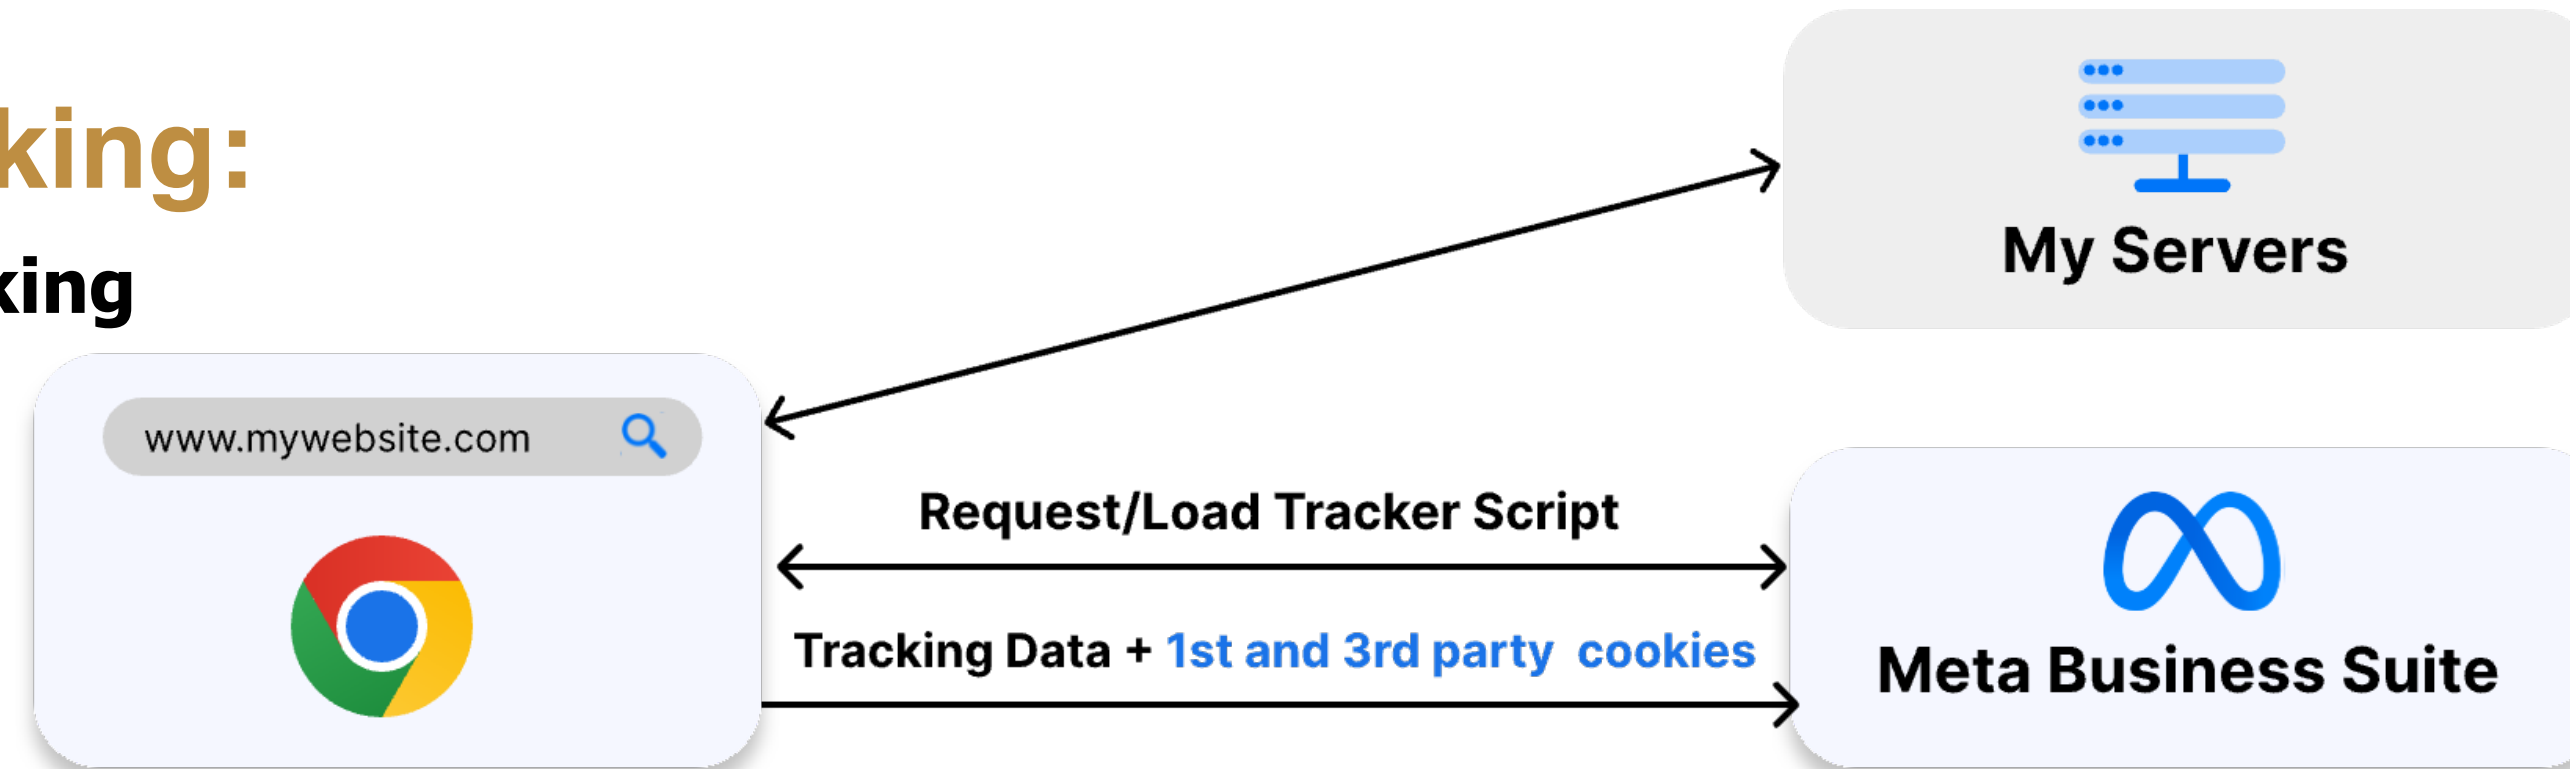 king:
king
My Servers
www.mywebsite.com
Request/Load Tracker Script
Tracking Data + 1st and 3rd party cookies
Meta Business Suite